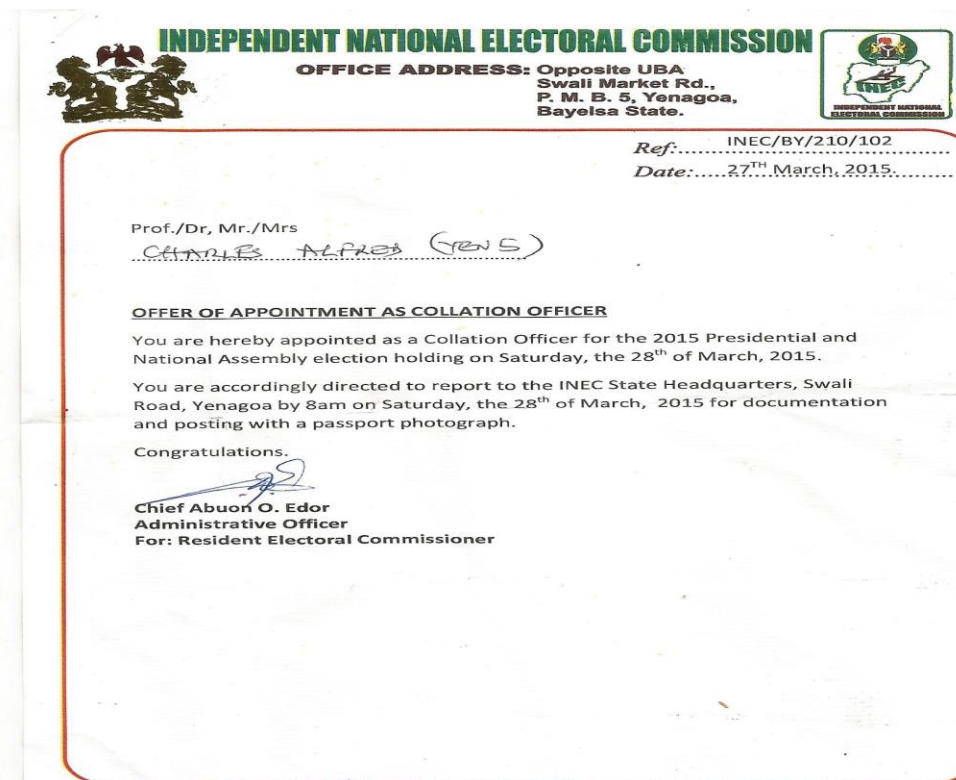 INDEPENDENT NATIONAL ELECTORAL COMMISSION
OFFICE ADDRESS: Opposite UBA
Swali Market Rd.,
P. M. B. 5, Yenagoa,
Bayelsa State.
INEC
INDEPENDENT NATIONAL
ELECTORAL COMMISSION
Ref:..... INEC/BY/210/102
Date:.....27TH March, 2015.
Prof./Dr, Mr./Mrs
CHARLES ALFRED (YEN 5)
OFFER OF APPOINTMENT AS COLLATION OFFICER
You are hereby appointed as a Collation Officer for the 2015 Presidential and
National Assembly election holding on Saturday, the 28th of March, 2015.
You are accordingly directed to report to the INEC State Headquarters, Swali
Road, Yenagoa by 8am on Saturday, the 28th of March, 2015 for documentation
and posting with a passport photograph.
Congratulations.
Chief Abuon O. Edor
Administrative Officer
For: Resident Electoral Commissioner